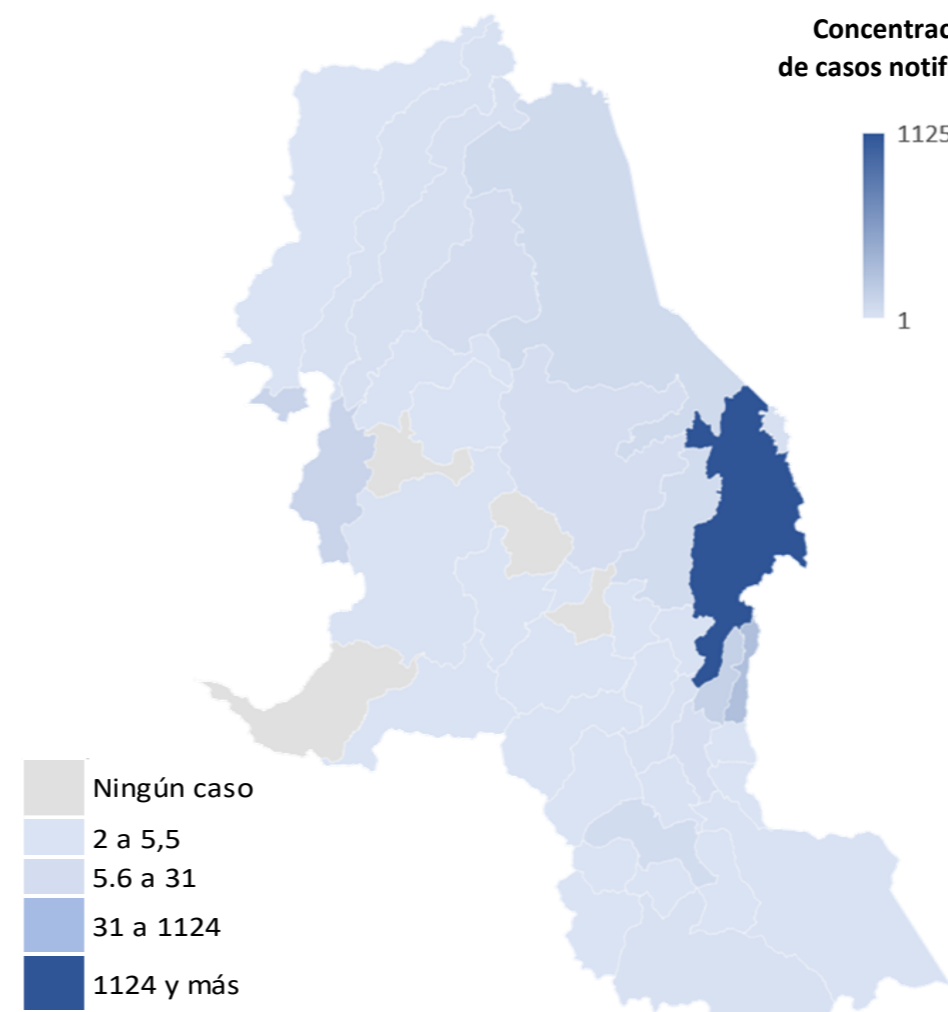 Concentrac
de casos notif
1125
1
Ningún caso
2 a 5,5
5.6 a 31
31 a 1124
1124 y más